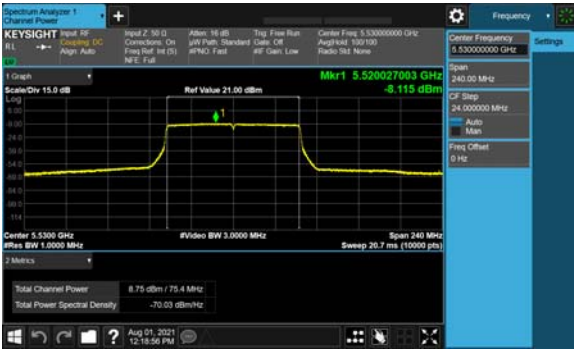 Spectrum Analyzer 1
Channel Power
Frequency
KEYSIGHT
Input: RF
Coupling: DC
Align: Auto
Input Z: 50 Ω
Corrections: On
Freq Ref: Int (S)
NFE: Full
Atten: 16 dB
µW Path: Standard
#PNO: Fast
Trig: Free Run
Gate: Off
#IF Gain: Low
Center Freq: 5.530000000 GHz
Avg|Hold: 100/100
Radio Std: None
RL
1 Graph
Scale/Div 15.0 dB
Ref Value 21.00 dBm
Mkr1 5.520027003 GHz
-8.115 dBm
Log
1
Center 5.5300 GHz
#Res BW 1.0000 MHz
#Video BW 3.0000 MHz
Span 240 MHz
Sweep 20.7 ms (10000 pts)
2 Metrics
Total Channel Power 8.75 dBm / 75.4 MHz
Total Power Spectral Density -70.03 dBm/Hz
Aug 01, 2021
12:18:56 PM
Center Frequency
5.530000000 GHz
Settings
Span
240.00 MHz
CF Step
24.000000 MHz
Auto
Man
Freq Offset
0 Hz